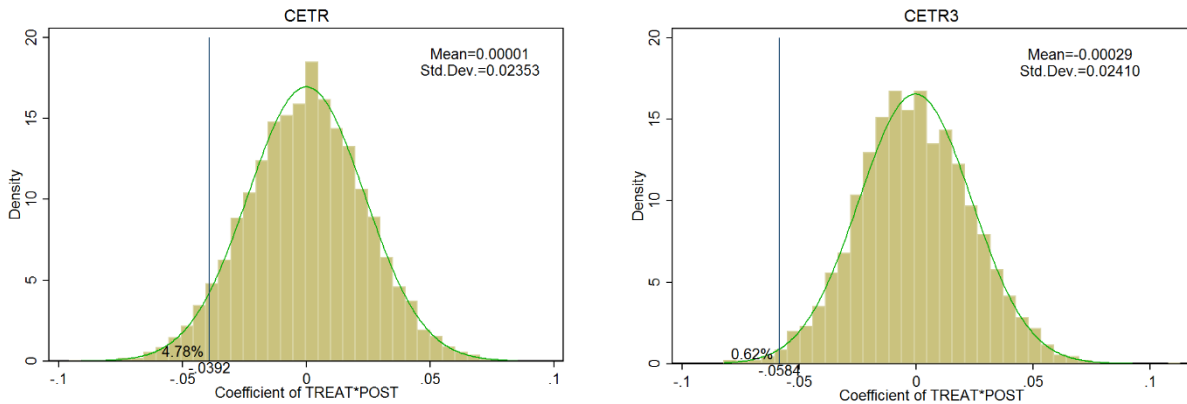 CETR
Mean=0.00001
Std.Dev.=0.02353
20
15
10
5
0
Density
4.78%
-.0392
-.1
-.05
0
.05
.1
Coefficient of TREAT*POST
CETR3
Mean=-0.00029
Std.Dev.=0.02410
20
15
10
5
0
Density
0.62%
-.0584
-.1
-.05
0
.05
.1
Coefficient of TREAT*POST